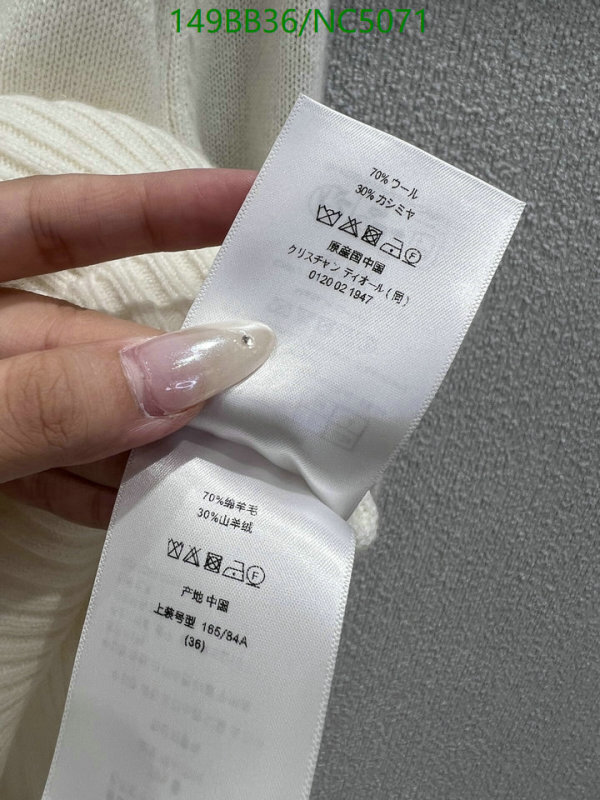 149BB36/NC5071
70% ウール
30% カシミヤ
F
原産国中国
クリスチャン ディオール (同)
0120 02 1947
70%绵羊毛
30%山羊绒
F
产地 中国
上装号型 165/84A
(36)